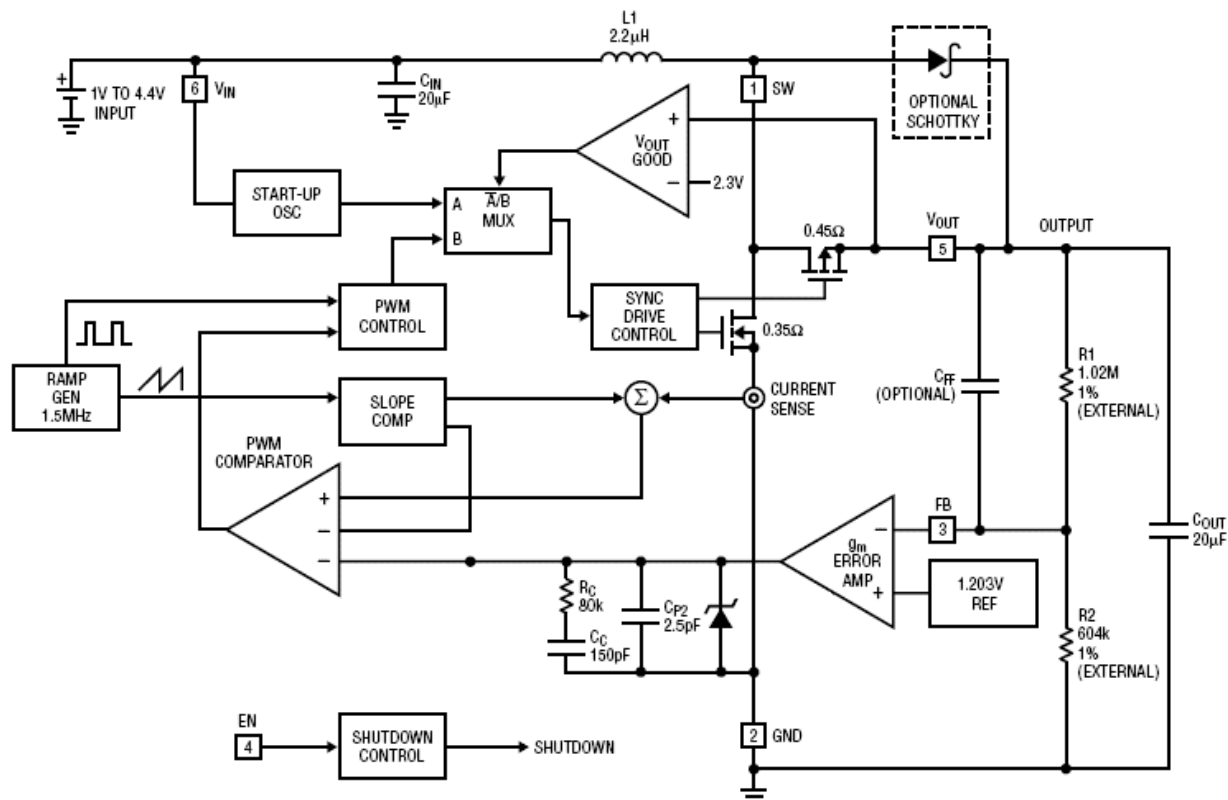 L1
2.2μH
+
1V TO 4.4V
INPUT
6
VIN
CIN
20μF
1
SW
OPTIONAL
SCHOTTKY
START-UP
OSC
A
B
A̅/B
MUX
VOUT
GOOD
+
−
2.3V
0.45Ω
VOUT
5
OUTPUT
PWM
CONTROL
SYNC
DRIVE
CONTROL
0.35Ω
RAMP
GEN
1.5MHz
SLOPE
COMP
Σ
CURRENT
SENSE
CFF
(OPTIONAL)
R1
1.02M
1%
(EXTERNAL)
PWM
COMPARATOR
+
−
−
gm
ERROR
AMP
−
+
FB
3
1.203V
REF
COUT
20μF
RC
80k
CC
150pF
CP2
2.5pF
R2
604k
1%
(EXTERNAL)
EN
4
SHUTDOWN
CONTROL
SHUTDOWN
2
GND